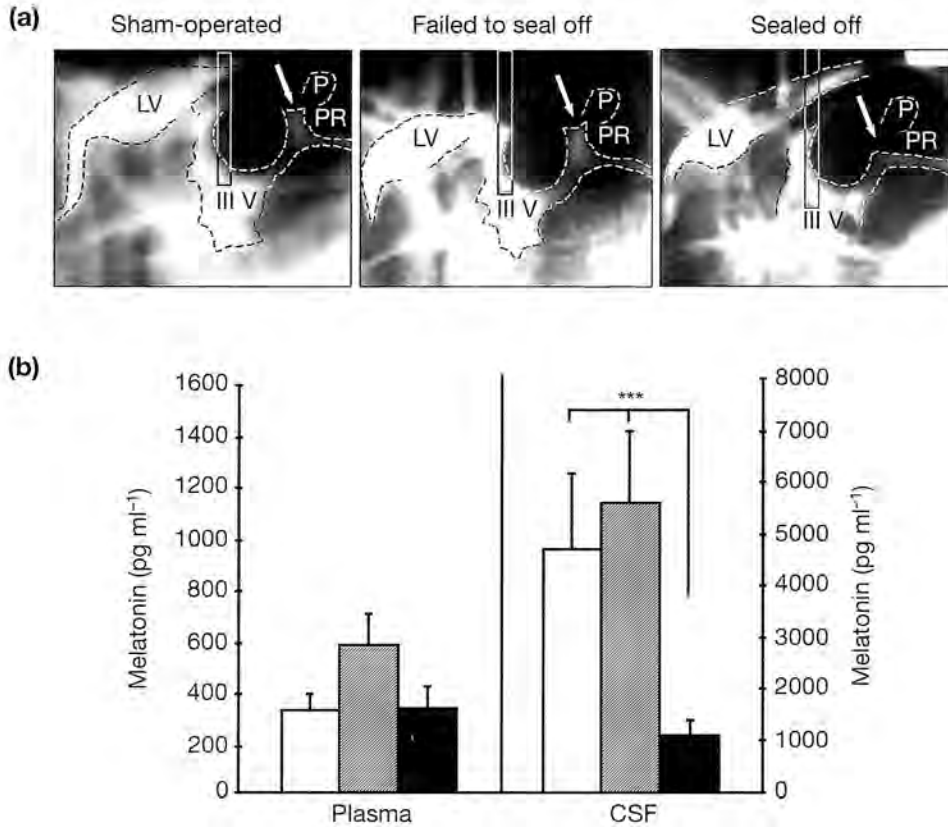 (a)
Sham-operated Failed to seal off Sealed off
LV P PR III V
LV P PR III V
LV P PR III V
(b)
Melatonin (pg ml⁻¹)
1600
1400
1200
1000
800
600
400
200
0
Plasma CSF
***
8000
7000
6000
5000
4000
3000
2000
1000
0
Melatonin (pg ml⁻¹)